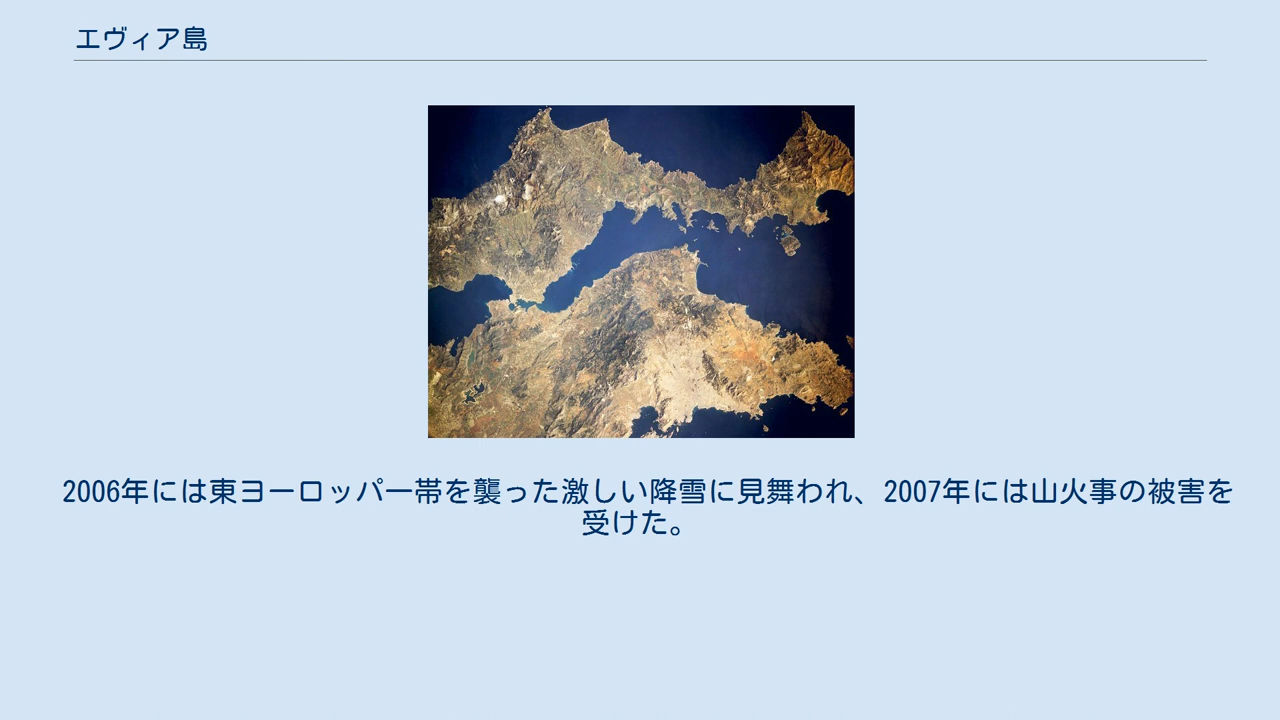 エヴィア島
2006年には東ヨーロッパ一帯を襲った激しい降雪に見舞われ、2007年には山火事の被害を
受けた。